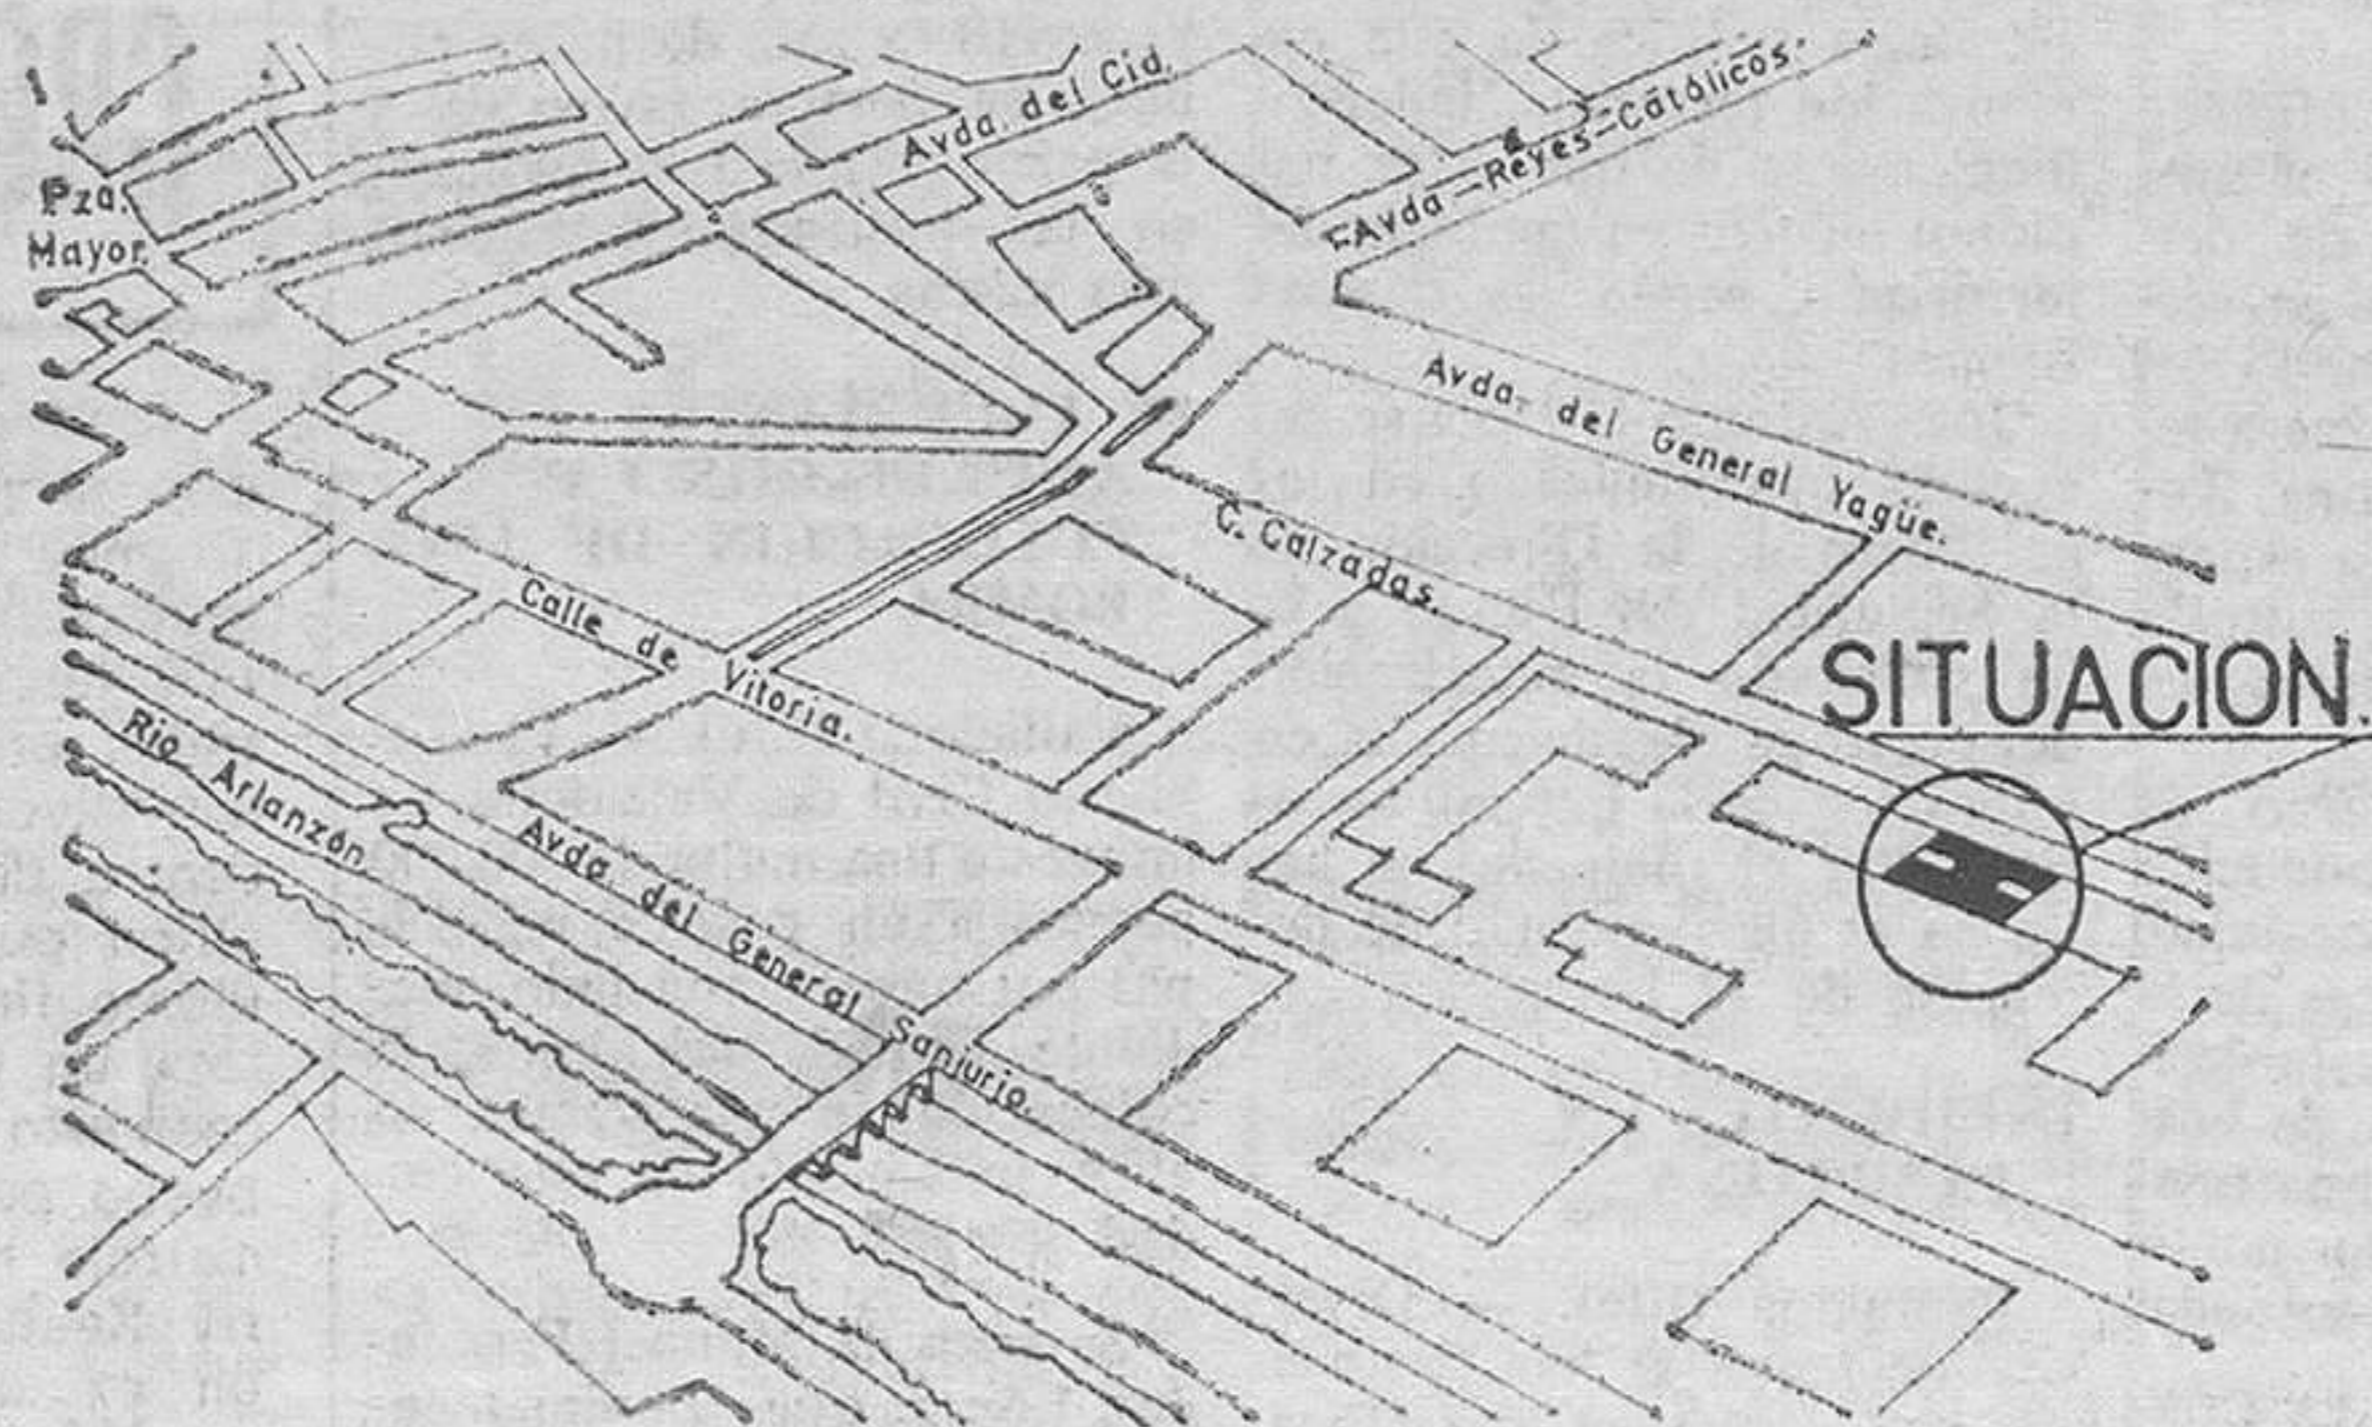 Avda. del Cid.
Avda-Reyes-Católicos.
Pza.
Mayor.
Avda. del General Yagüe.
C. Calzadas.
Calle de Vitoria.
SITUACION.
Rio Arlanzón.
Avda. del General Sanjurjo.